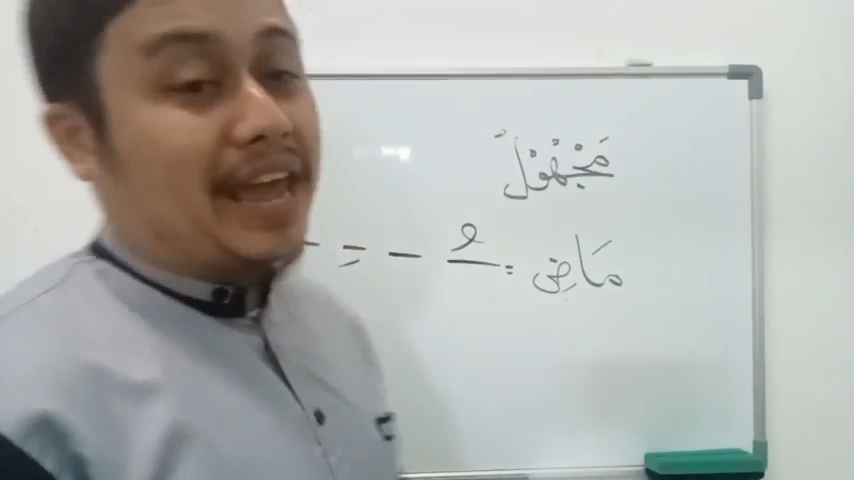 مَجْهُوْلٌ
مَاضِي : ـُ ـ ـِ ـ